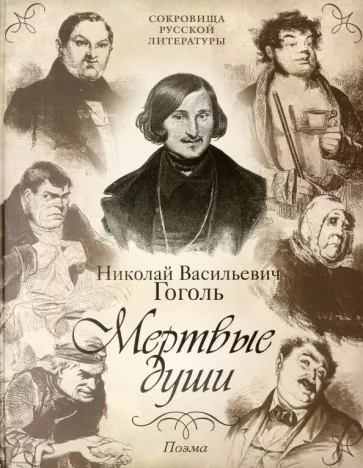 СОКРОВИЩА
РУССКОЙ
ЛИТЕРАТУРЫ
Николай Васильевич
Гоголь
Мертвые
души
Поэма